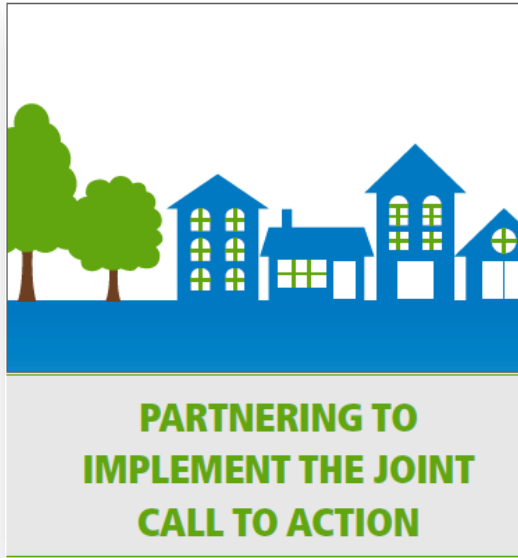 PARTNERING TO
IMPLEMENT THE JOINT
CALL TO ACTION